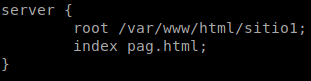 server {
        root /var/www/html/sitio1;
        index pag.html;
}